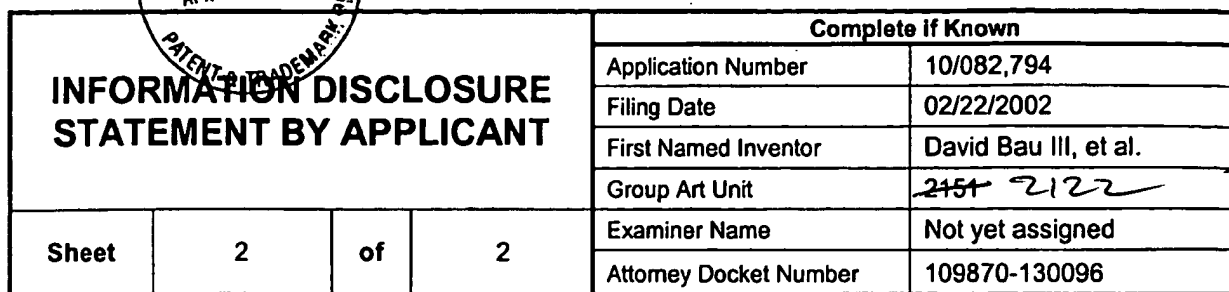 PATENT & TRADEMARK
INFORMATION DISCLOSURE
STATEMENT BY APPLICANT
Sheet 2 of 2
Complete if Known
Application Number 10/082,794
Filing Date 02/22/2002
First Named Inventor David Bau III, et al.
Group Art Unit 2151 2122
Examiner Name Not yet assigned
Attorney Docket Number 109870-130096